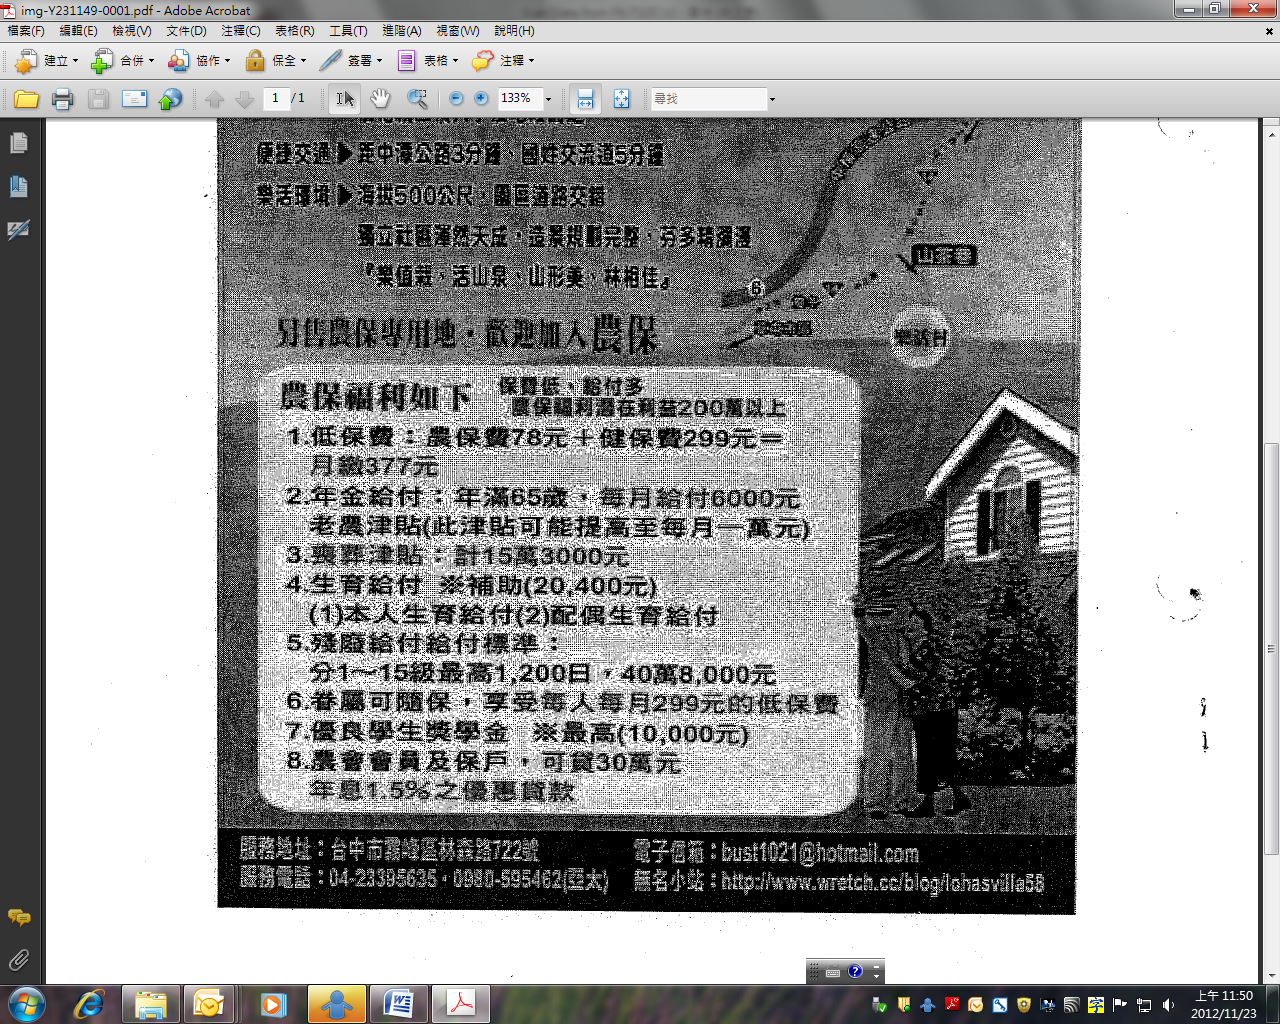 img-Y231149-0001.pdf - Adobe Acrobat
檔案(F) 編輯(E) 檢視(V) 文件(D) 注釋(C) 表格(R) 工具(T) 進階(A) 視窗(W) 說明(H)
建立 合併 協作 保全 簽署 表格 注釋
1 / 1 133% 尋找
便捷交通▶距中潭公路3分鐘、國姓交流道5分鐘
樂活環境▶海拔500公尺，園區道路交錯
獨立社區渾然天成，造景規劃完整，芬多精瀰漫
『樂值栽、活山泉、山形美、林相佳』
6
樂活村
另售農保專用地，歡迎加入農保
農保福利如下
保費低、給付多
農保福利潛在利益200萬以上
1.低保費：農保費78元＋健保費299元＝
月繳377元
2.年金給付：年滿65歲，每月給付6000元
老農津貼(此津貼可能提高至每月一萬元)
3.喪葬津貼：計15萬3000元
4.生育給付 ※補助(20,400元)
(1)本人生育給付(2)配偶生育給付
5.殘廢給付給付標準：
分1～15級最高1,200日，40萬8,000元
6.眷屬可隨保，享受每人每月299元的低保費
7.優良學生獎學金 ※最高(10,000元)
8.農會會員及保戶，可貸30萬元
年息1.5%之優惠貸款
服務地址：台中市霧峰區林森路722號
電子信箱：bust1021@hotmail.com
服務電話：04-23395635，0980-595462(亞太)
無名小站：http://www.wretch.cc/blog/lohasvilla58
上午 11:50
2012/11/23